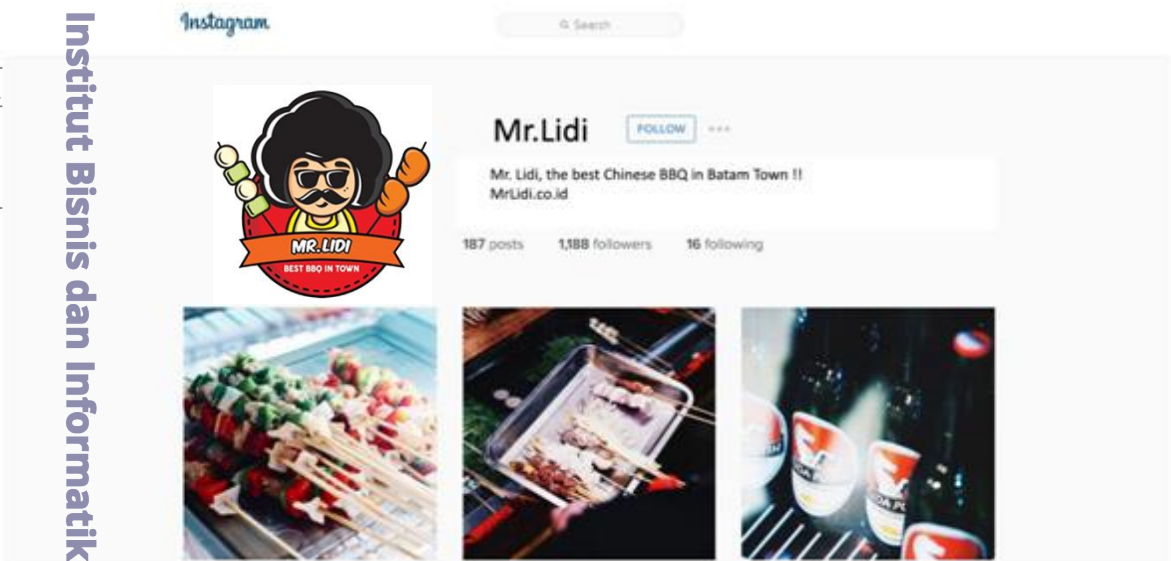 Institut Bisnis dan Informatik
Instagram
Search
Mr.Lidi
FOLLOW
Mr. Lidi, the best Chinese BBQ in Batam Town !!
MrLidi.co.id
187 posts 1,188 followers 16 following
MR.LIDI
BEST BBQ IN TOWN